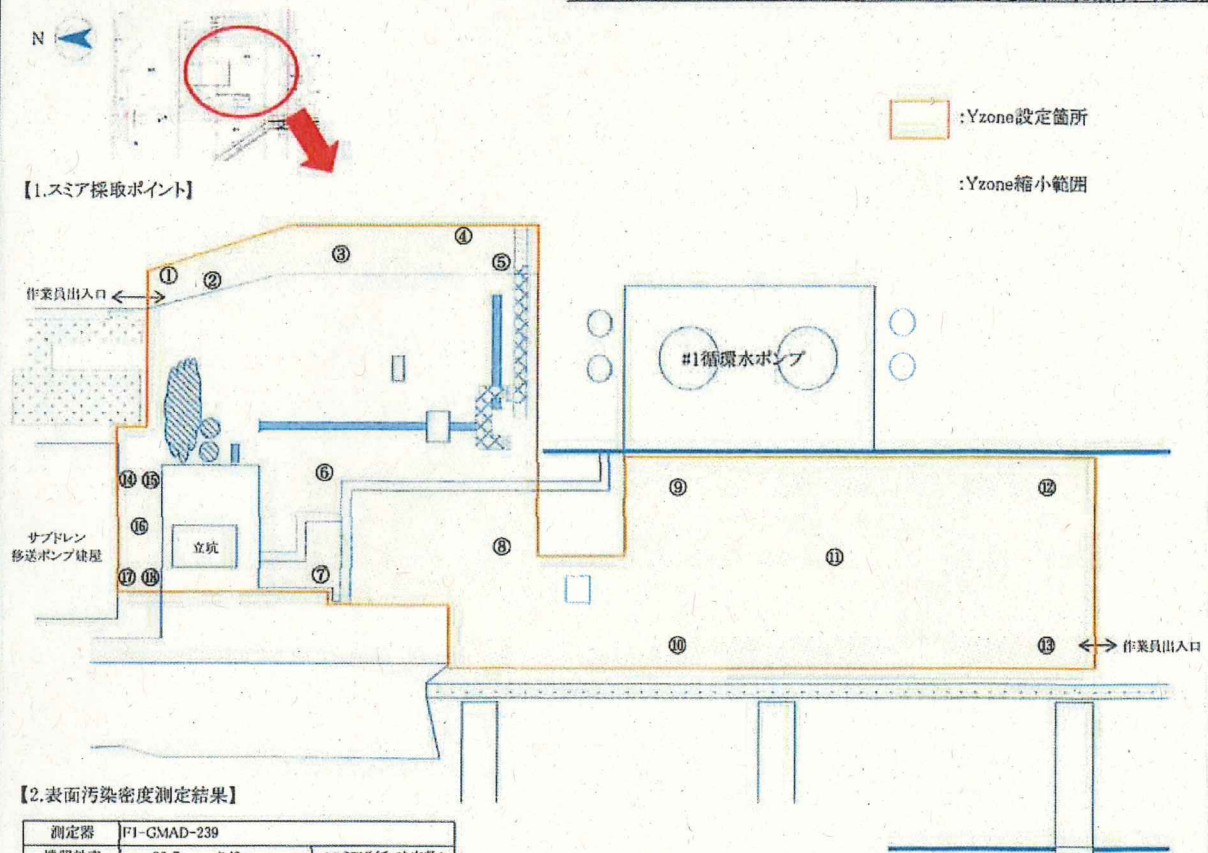 N
:Yzone設定箇所
:Yzone縮小範囲
【1.スミア採取ポイント】
① ② ③ ④ ⑤
作業員出入口
#1循環水ポンプ
⑥ ⑨ ⑫
⑭ ⑮
⑯
サブドレン
移送ポンプ建屋
立坑
⑧ ⑪
⑰ ⑱ ⑦
⑩ ⑬ 作業員出入口
【2.表面汚染密度測定結果】
測定器 F1-GMAD-239